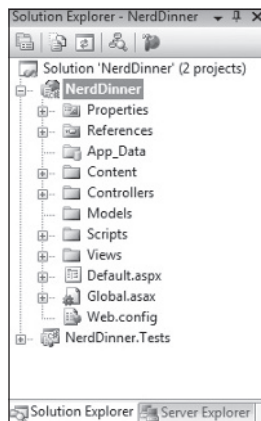 Solution Explorer - NerdDinner
Solution 'NerdDinner' (2 projects)
NerdDinner
Properties
References
App_Data
Content
Controllers
Models
Scripts
Views
Default.aspx
Global.asax
Web.config
NerdDinner.Tests
Solution Explorer Server Explorer